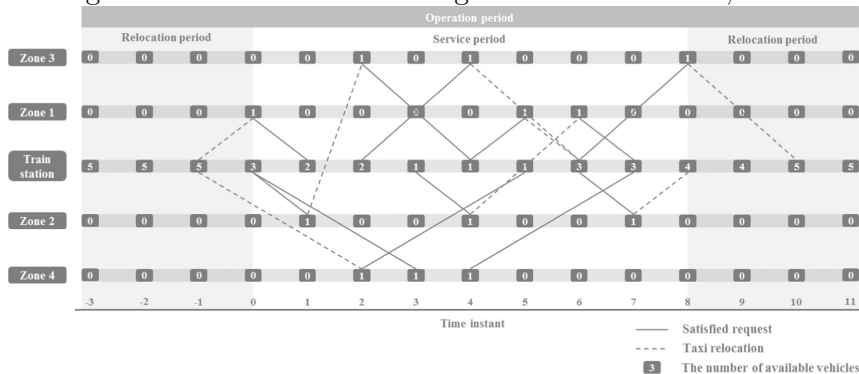 Operation period
Relocation period Service period Relocation period
Zone 3 0 0 0 0 0 1 0 1 0 0 0 1 0 0 0
Zone 1 0 0 0 1 0 0 0 0 1 1 0 0 0 0 0
Train station 5 5 5 3 2 2 1 1 1 3 3 4 4 5 5
Zone 2 0 0 0 0 1 0 0 1 0 0 1 0 0 0 0
Zone 4 0 0 0 0 0 1 1 1 0 0 0 0 0 0 0
-3 -2 -1 0 1 2 3 4 5 6 7 8 9 10 11
Time instant
Satisfied request
Taxi relocation
3 The number of available vehicles